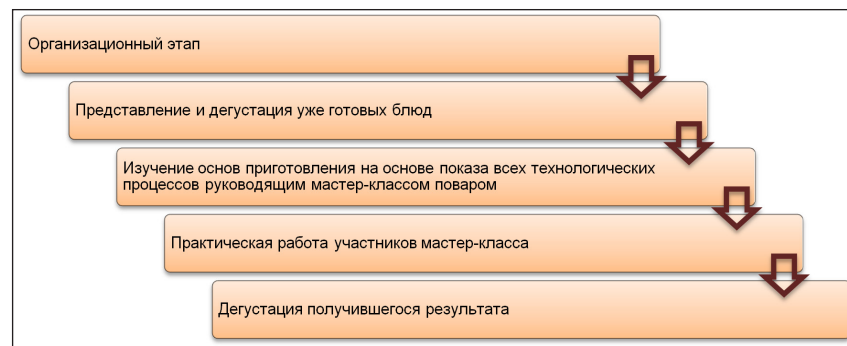 Организационный этап
Представление и дегустация уже готовых блюд
Изучение основ приготовления на основе показа всех технологических
процессов руководящим мастер-классом поваром
Практическая работа участников мастер-класса
Дегустация получившегося результата